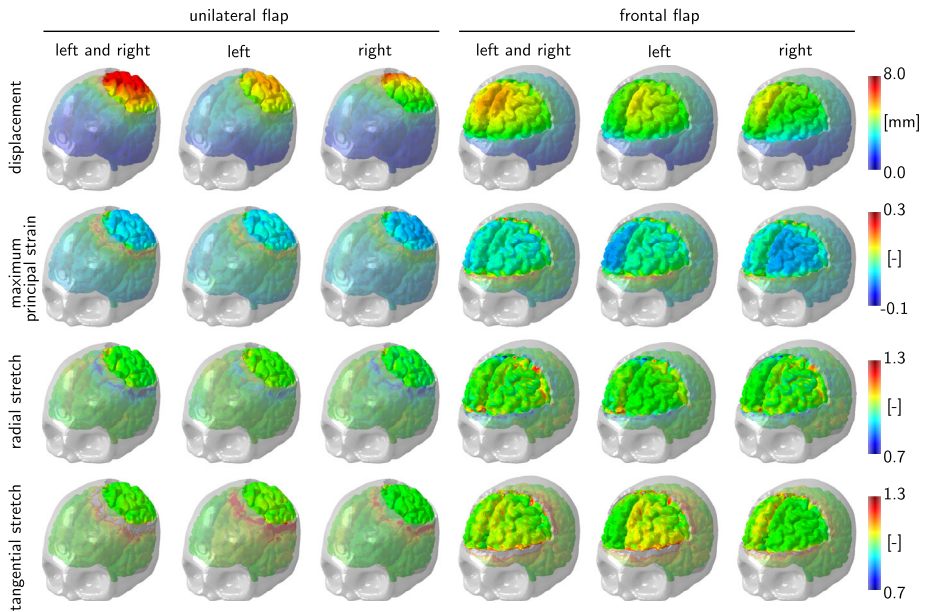 unilateral flap
frontal flap
left and right
left
right
left and right
left
right
displacement
8.0
[mm]
0.0
maximum
principal strain
0.3
[-]
-0.1
radial stretch
1.3
[-]
0.7
tangential stretch
1.3
[-]
0.7